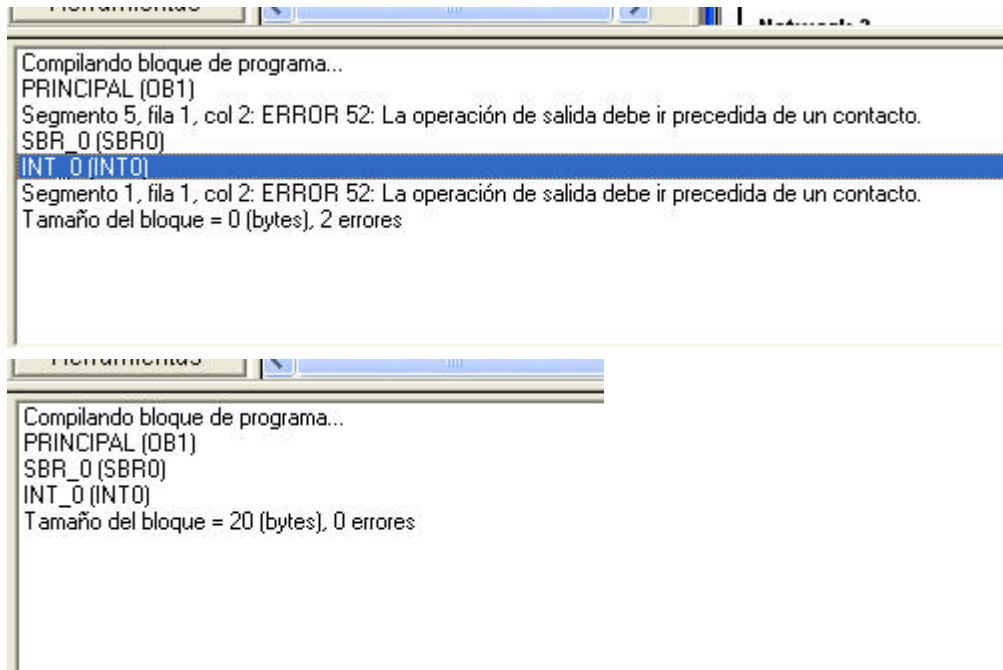 Compilando bloque de programa...
PRINCIPAL (OB1)
Segmento 5, fila 1, col 2: ERROR 52: La operación de salida debe ir precedida de un contacto.
SBR_0 (SBR0)
INT_0 (INT0)
Segmento 1, fila 1, col 2: ERROR 52: La operación de salida debe ir precedida de un contacto.
Tamaño del bloque = 0 (bytes), 2 errores
Compilando bloque de programa...
PRINCIPAL (OB1)
SBR_0 (SBR0)
INT_0 (INT0)
Tamaño del bloque = 20 (bytes), 0 errores